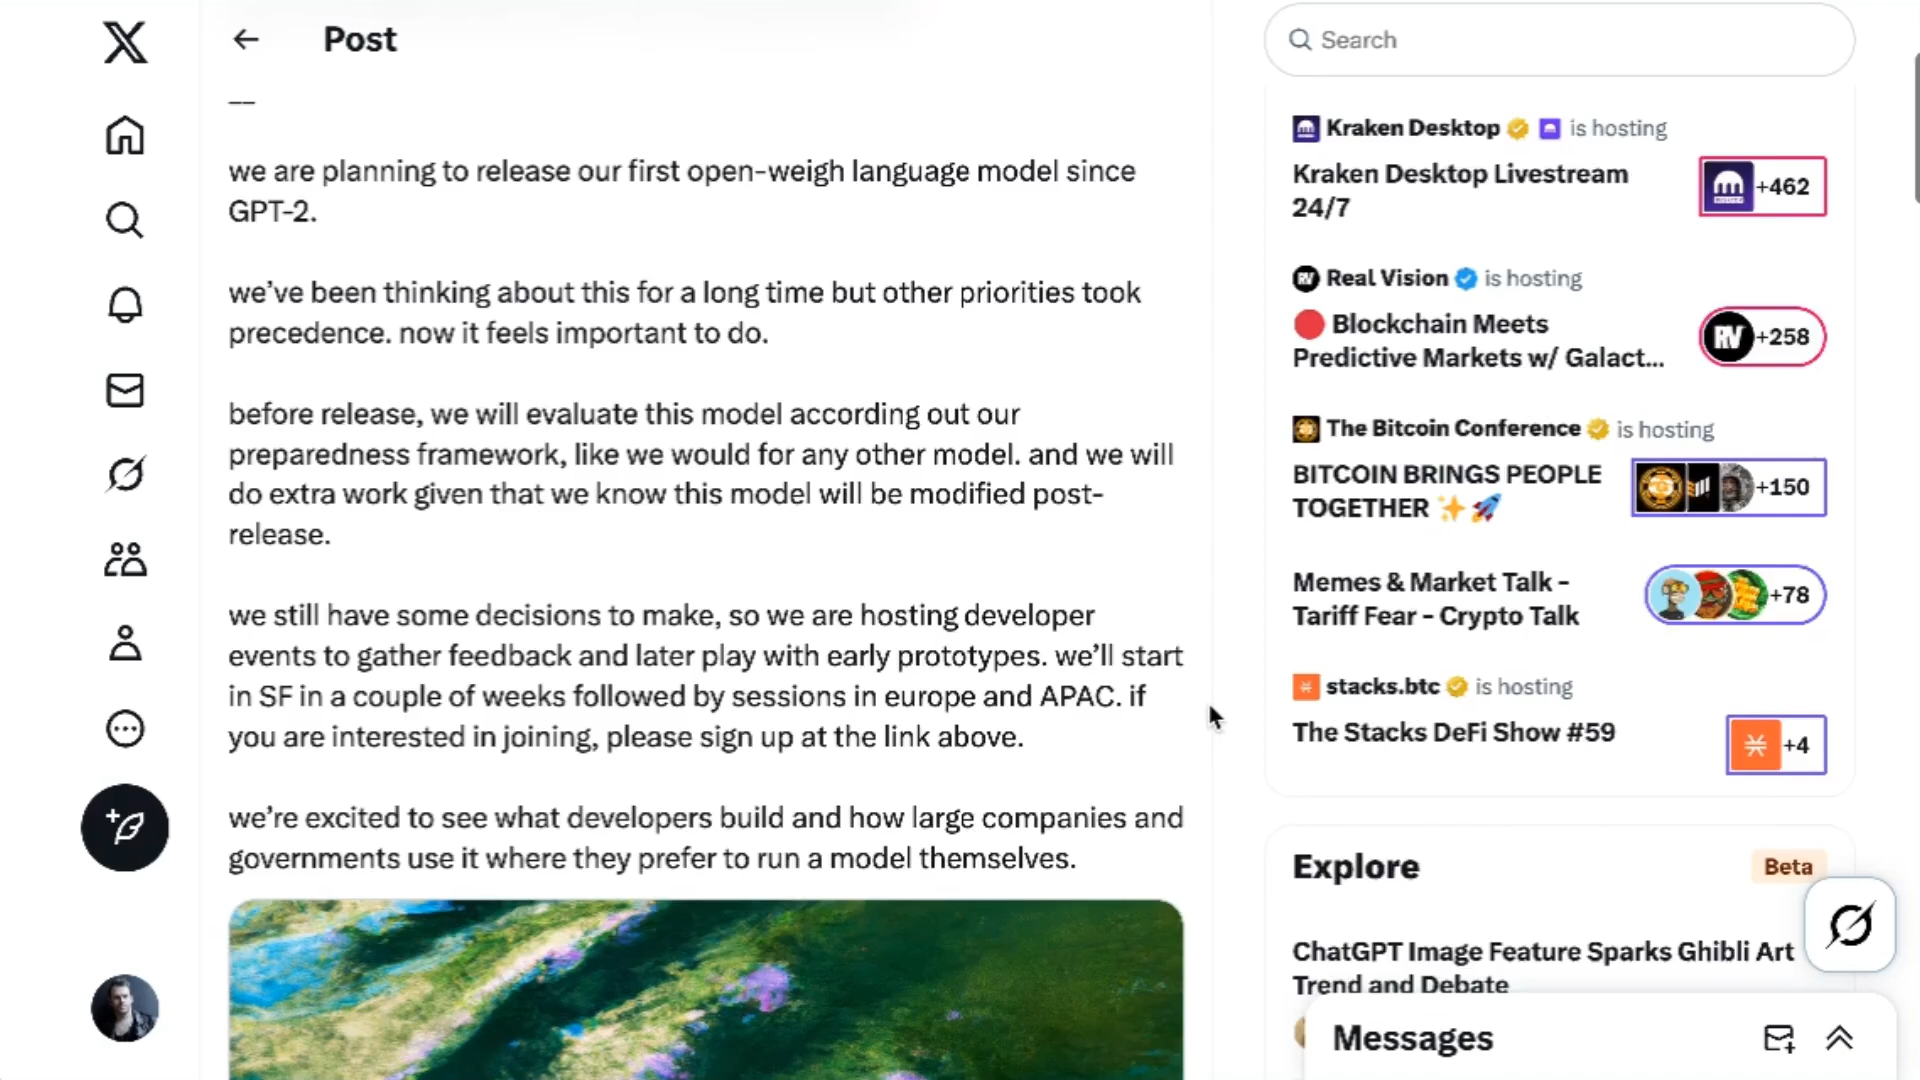 Post
—
we are planning to release our first open-weigh language model since
GPT-2.
we've been thinking about this for a long time but other priorities took
precedence. now it feels important to do.
before release, we will evaluate this model according out our
preparedness framework, like we would for any other model. and we will
do extra work given that we know this model will be modified post-
release.
we still have some decisions to make, so we are hosting developer
events to gather feedback and later play with early prototypes. we'll start
in SF in a couple of weeks followed by sessions in europe and APAC. if
you are interested in joining, please sign up at the link above.
we're excited to see what developers build and how large companies and
governments use it where they prefer to run a model themselves.
Search
Kraken Desktop is hosting
Kraken Desktop Livestream
24/7
+462
Real Vision is hosting
🔴 Blockchain Meets
Predictive Markets w/ Galact...
RV +258
The Bitcoin Conference is hosting
BITCOIN BRINGS PEOPLE
TOGETHER ✨🚀
+150
Memes & Market Talk -
Tariff Fear - Crypto Talk
+78
stacks.btc is hosting
The Stacks DeFi Show #59
+4
Explore
Beta
ChatGPT Image Feature Sparks Ghibli Art
Trend and Debate
Messages